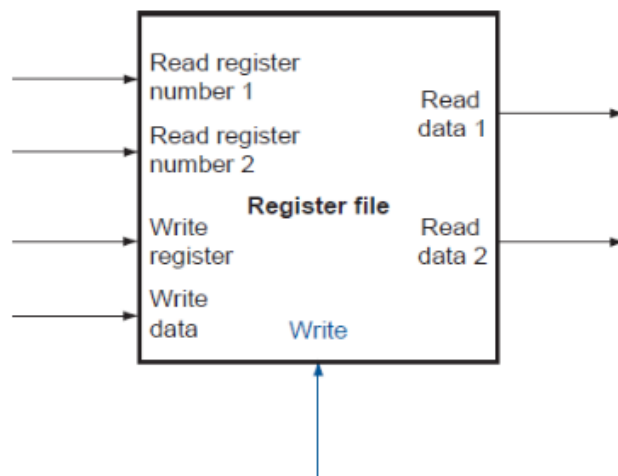 Read register
number 1
Read
data 1
Read register
number 2
Register file
Write
register
Read
data 2
Write
data
Write